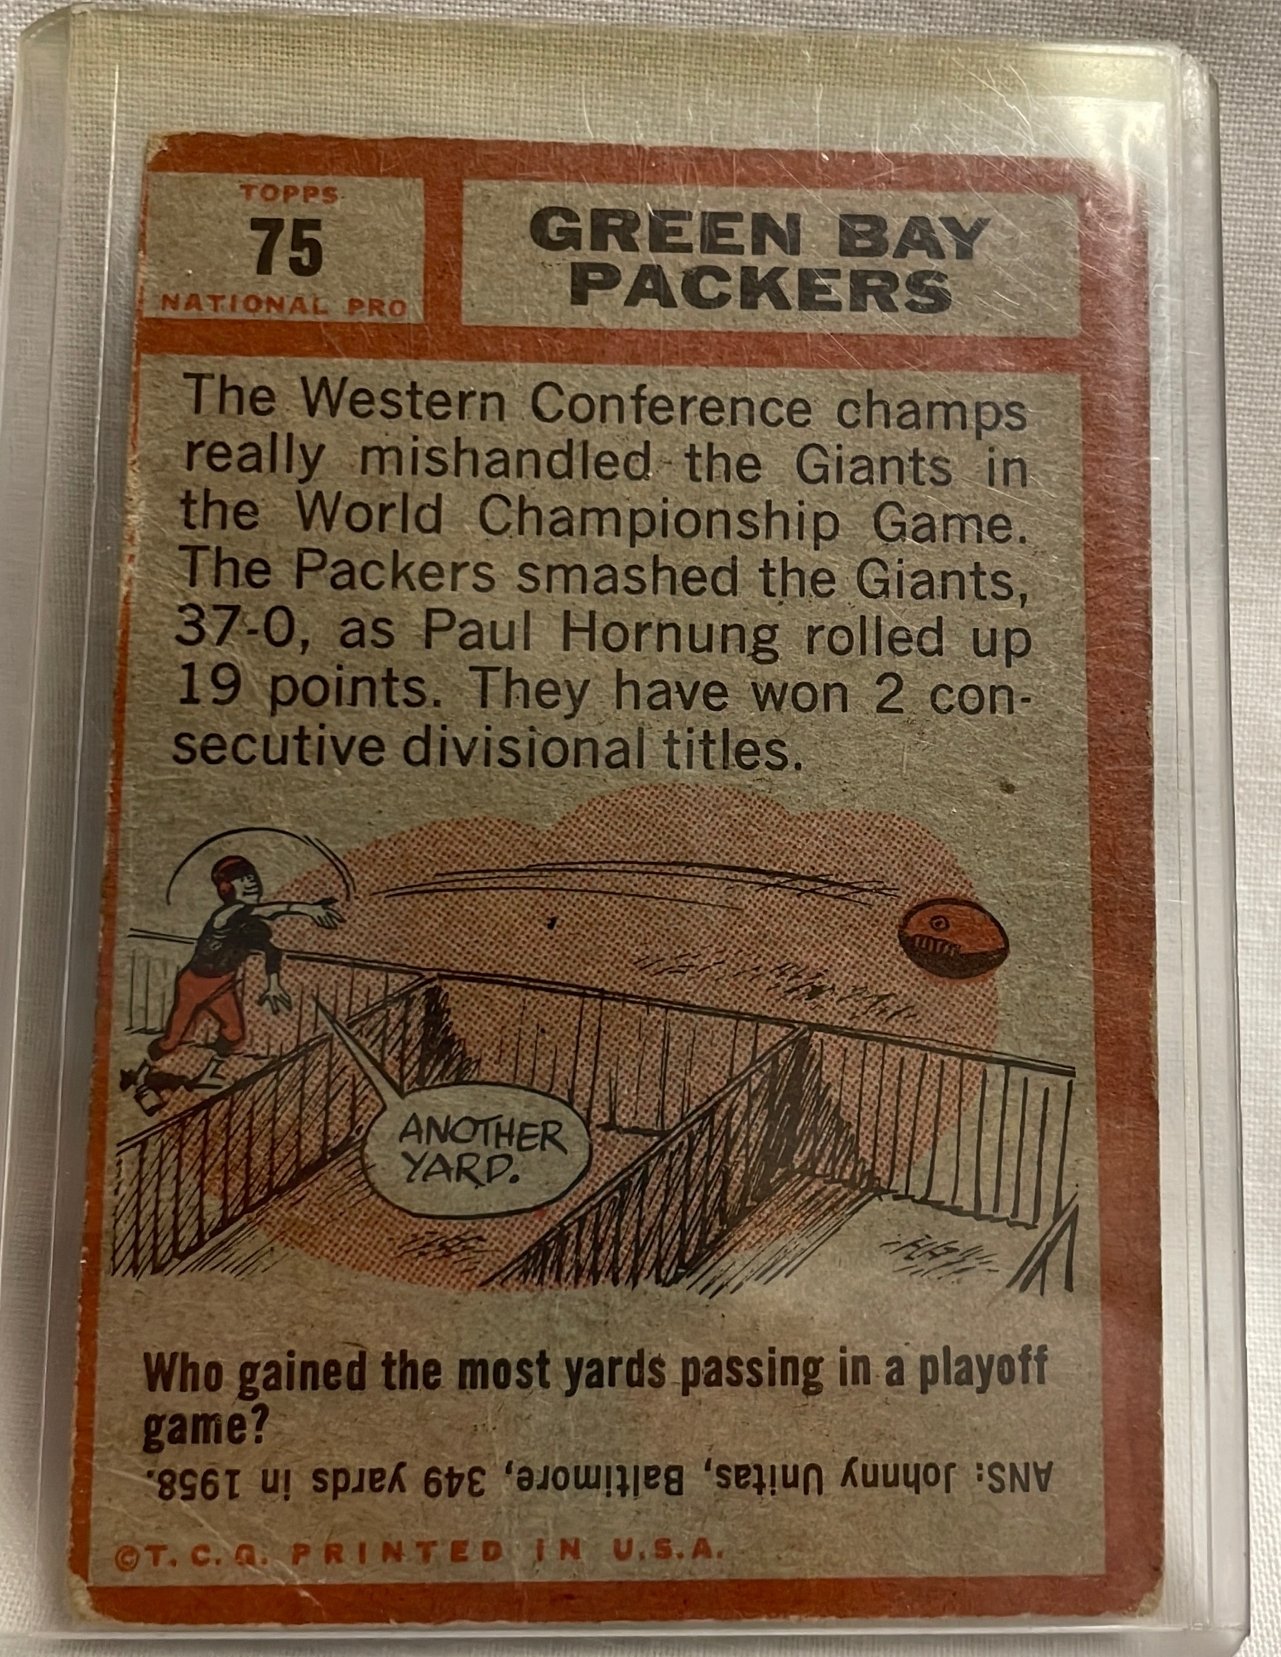 TOPPS
75
NATIONAL PRO
GREEN BAY
PACKERS
The Western Conference champs
really mishandled the Giants in
the World Championship Game.
The Packers smashed the Giants,
37-0, as Paul Hornung rolled up
19 points. They have won 2 con-
secutive divisional titles.
ANOTHER
YARD.
Who gained the most yards passing in a playoff
game?
ANS: Johnny Unitas, Baltimore, 349 yards in 1958.
©T. C. G. PRINTED IN U.S.A.